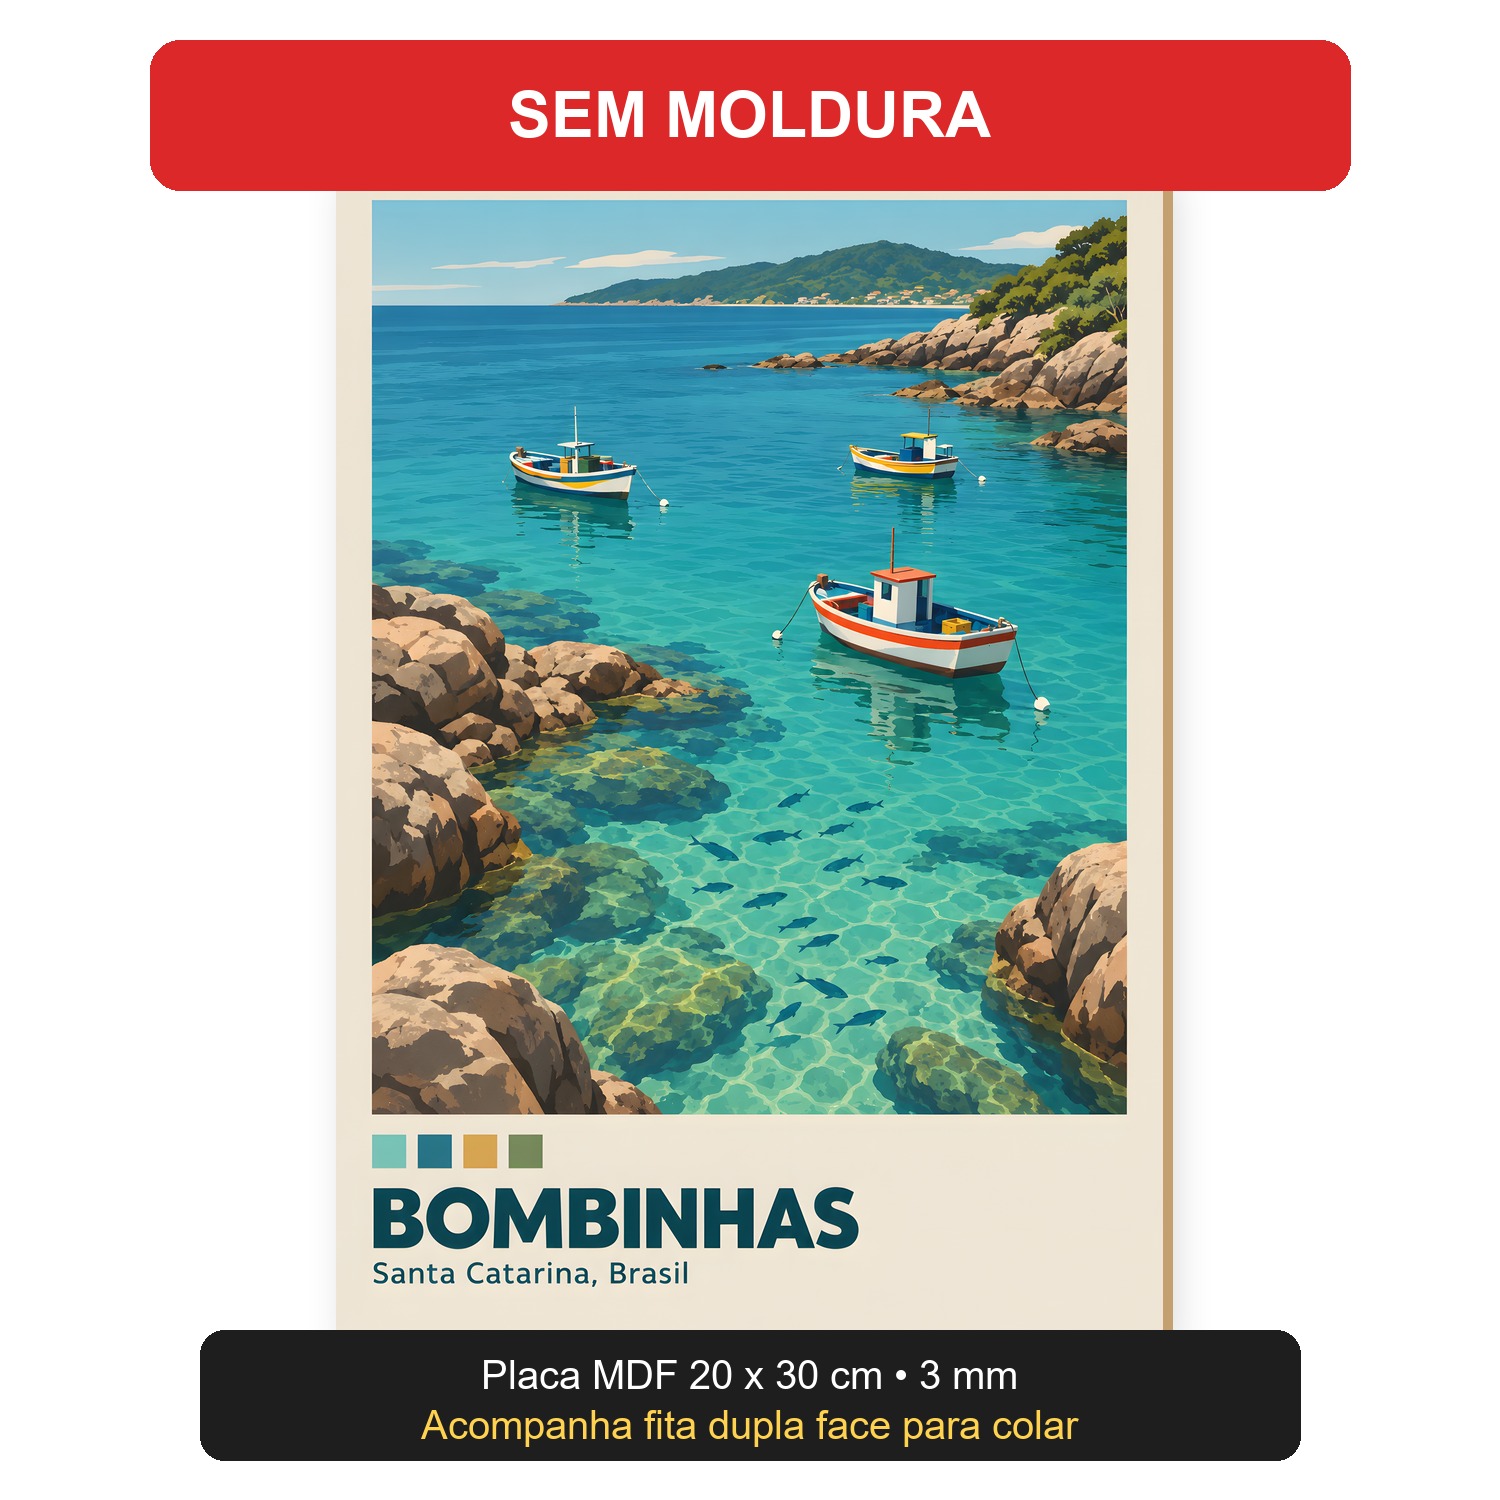 SEM MOLDURA
BOMBINHAS
Santa Catarina, Brasil
Placa MDF 20 x 30 cm • 3 mm
Acompanha fita dupla face para colar